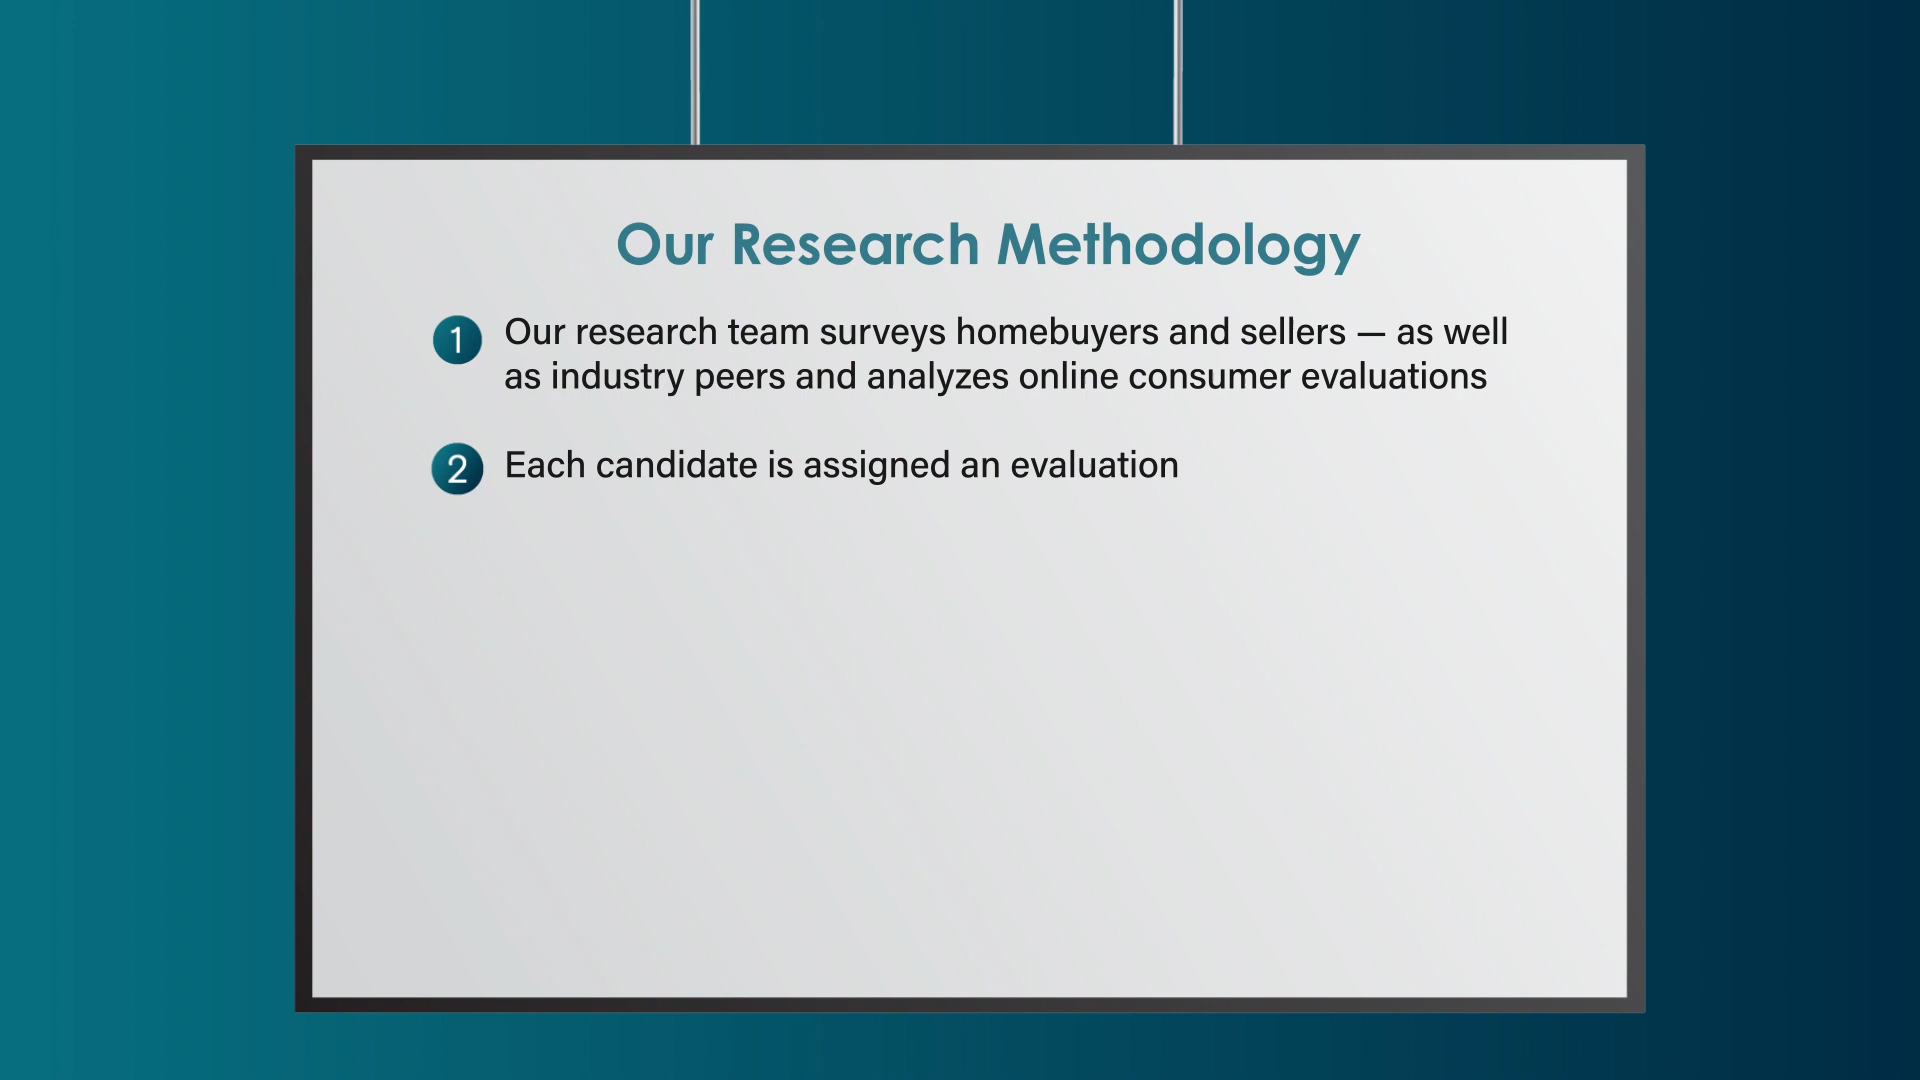 Our Research Methodology
1 Our research team surveys homebuyers and sellers — as well
as industry peers and analyzes online consumer evaluations
2 Each candidate is assigned an evaluation